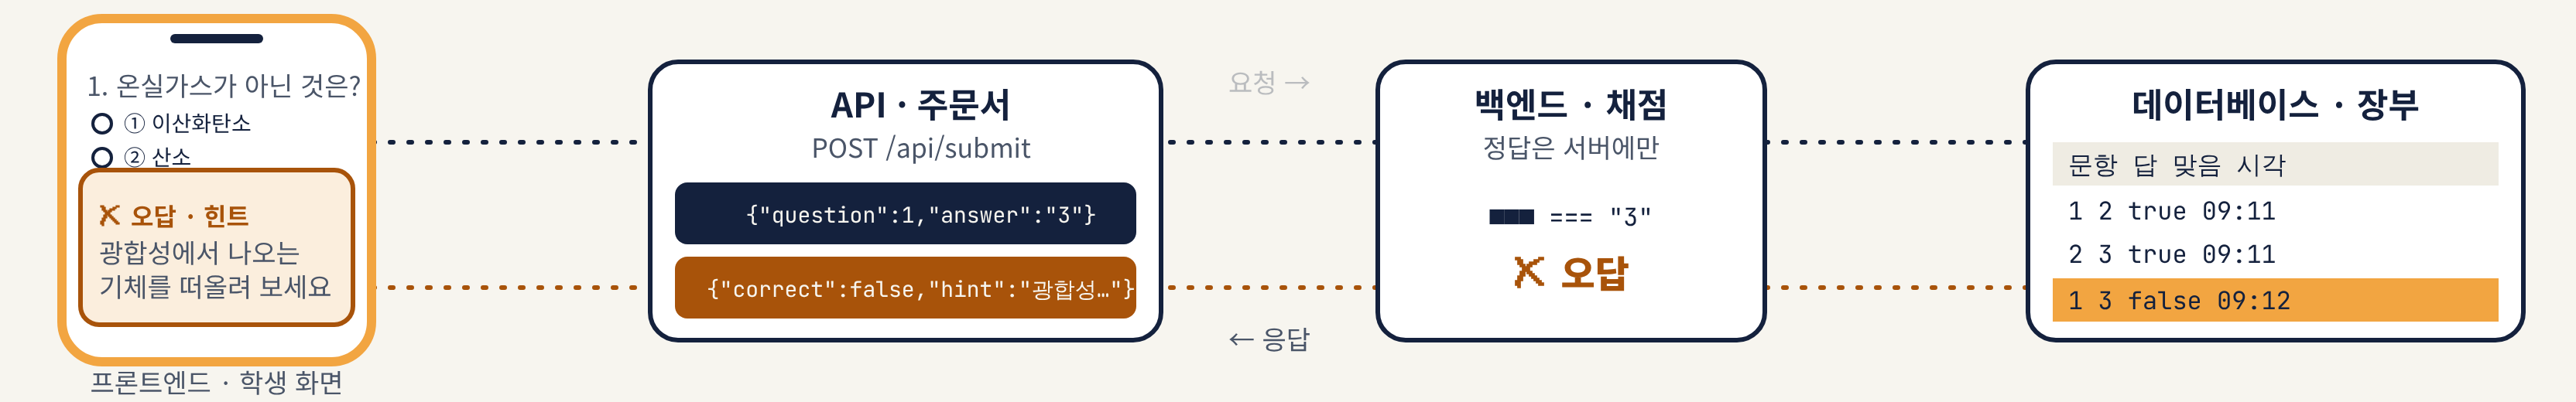 1. 온실가스가 아닌 것은?
① 이산화탄소
② 산소
오답 · 힌트
광합성에서 나오는
기체를 떠올려 보세요
프론트엔드 · 학생 화면
API · 주문서
POST /api/submit
{"question":1,"answer":"3"}
{"correct":false,"hint":"광합성…"}
요청 →
← 응답
백엔드 · 채점
정답은 서버에만
■■■ === "3"
오답
데이터베이스 · 장부
문항 답 맞음 시각
1 2 true 09:11
2 3 true 09:11
1 3 false 09:12